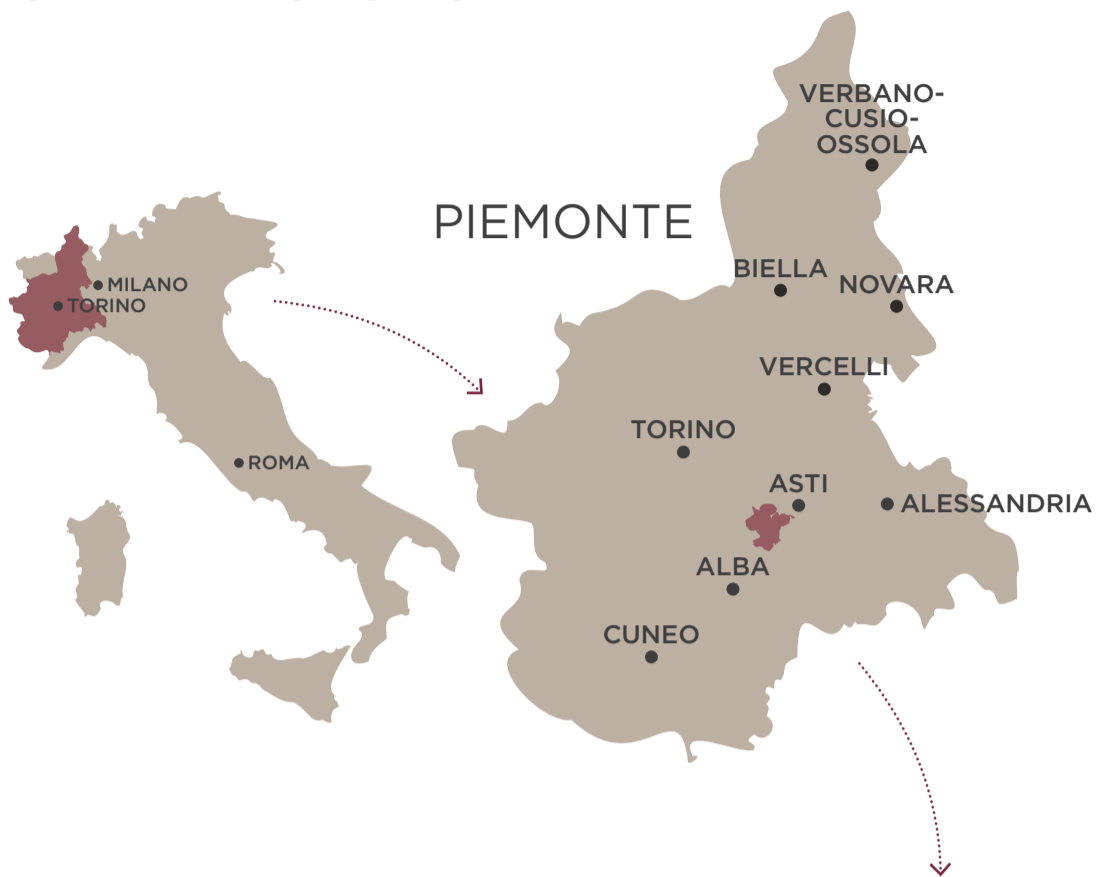 PIEMONTE
MILANO
TORINO
ROMA
VERBANO-
CUSIO-
OSSOLA
BIELLA
NOVARA
VERCELLI
TORINO
ASTI
ALESSANDRIA
ALBA
CUNEO